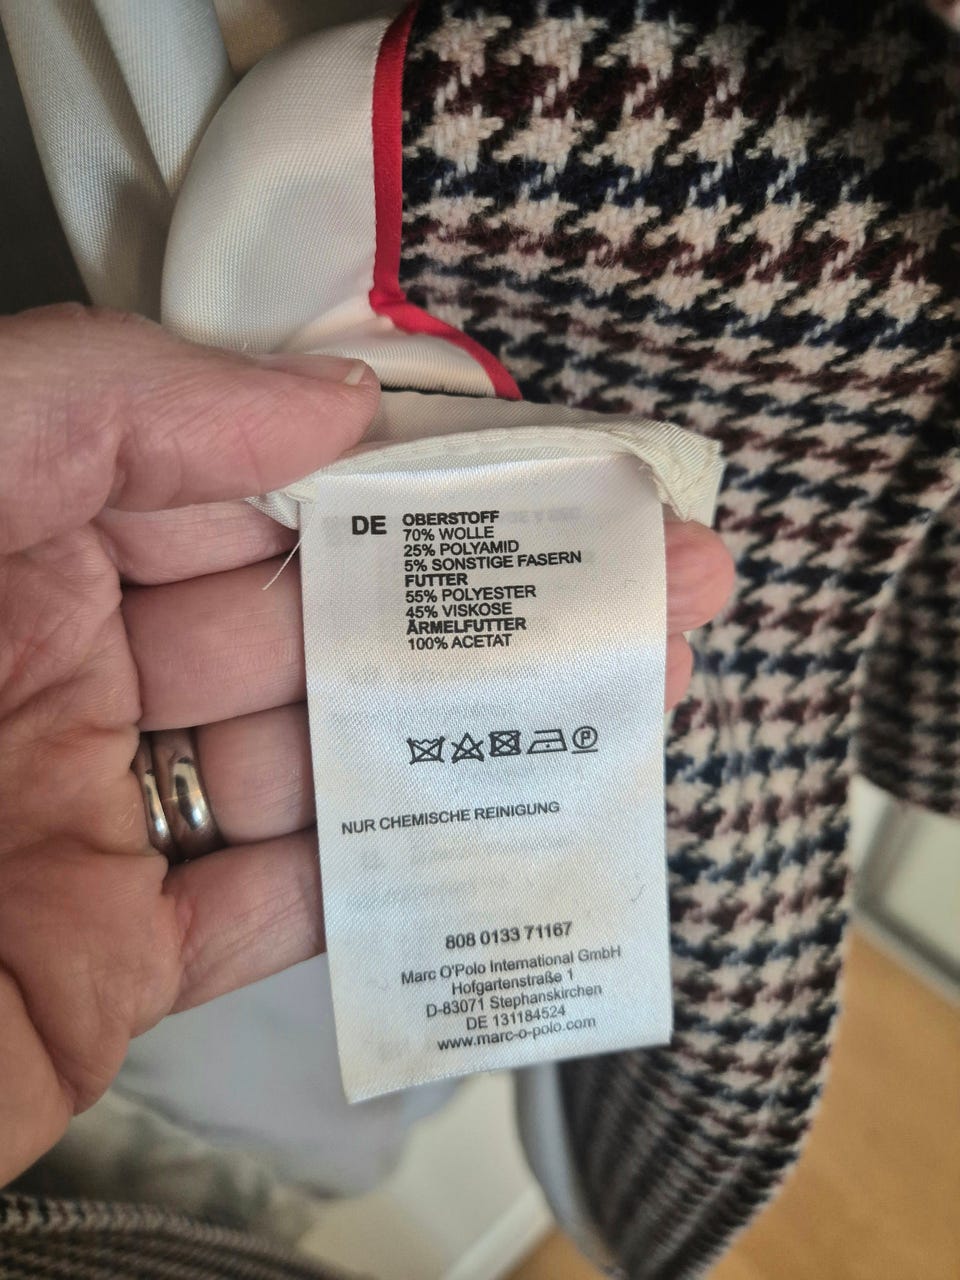 DE OBERSTOFF
70% WOLLE
25% POLYAMID
5% SONSTIGE FASERN
FUTTER
55% POLYESTER
45% VISKOSE
ÄRMELFUTTER
100% ACETAT
P
NUR CHEMISCHE REINIGUNG
808 0133 71167
Marc O'Polo International GmbH
Hofgartenstraße 1
D-83071 Stephanskirchen
DE 131184524
www.marc-o-polo.com